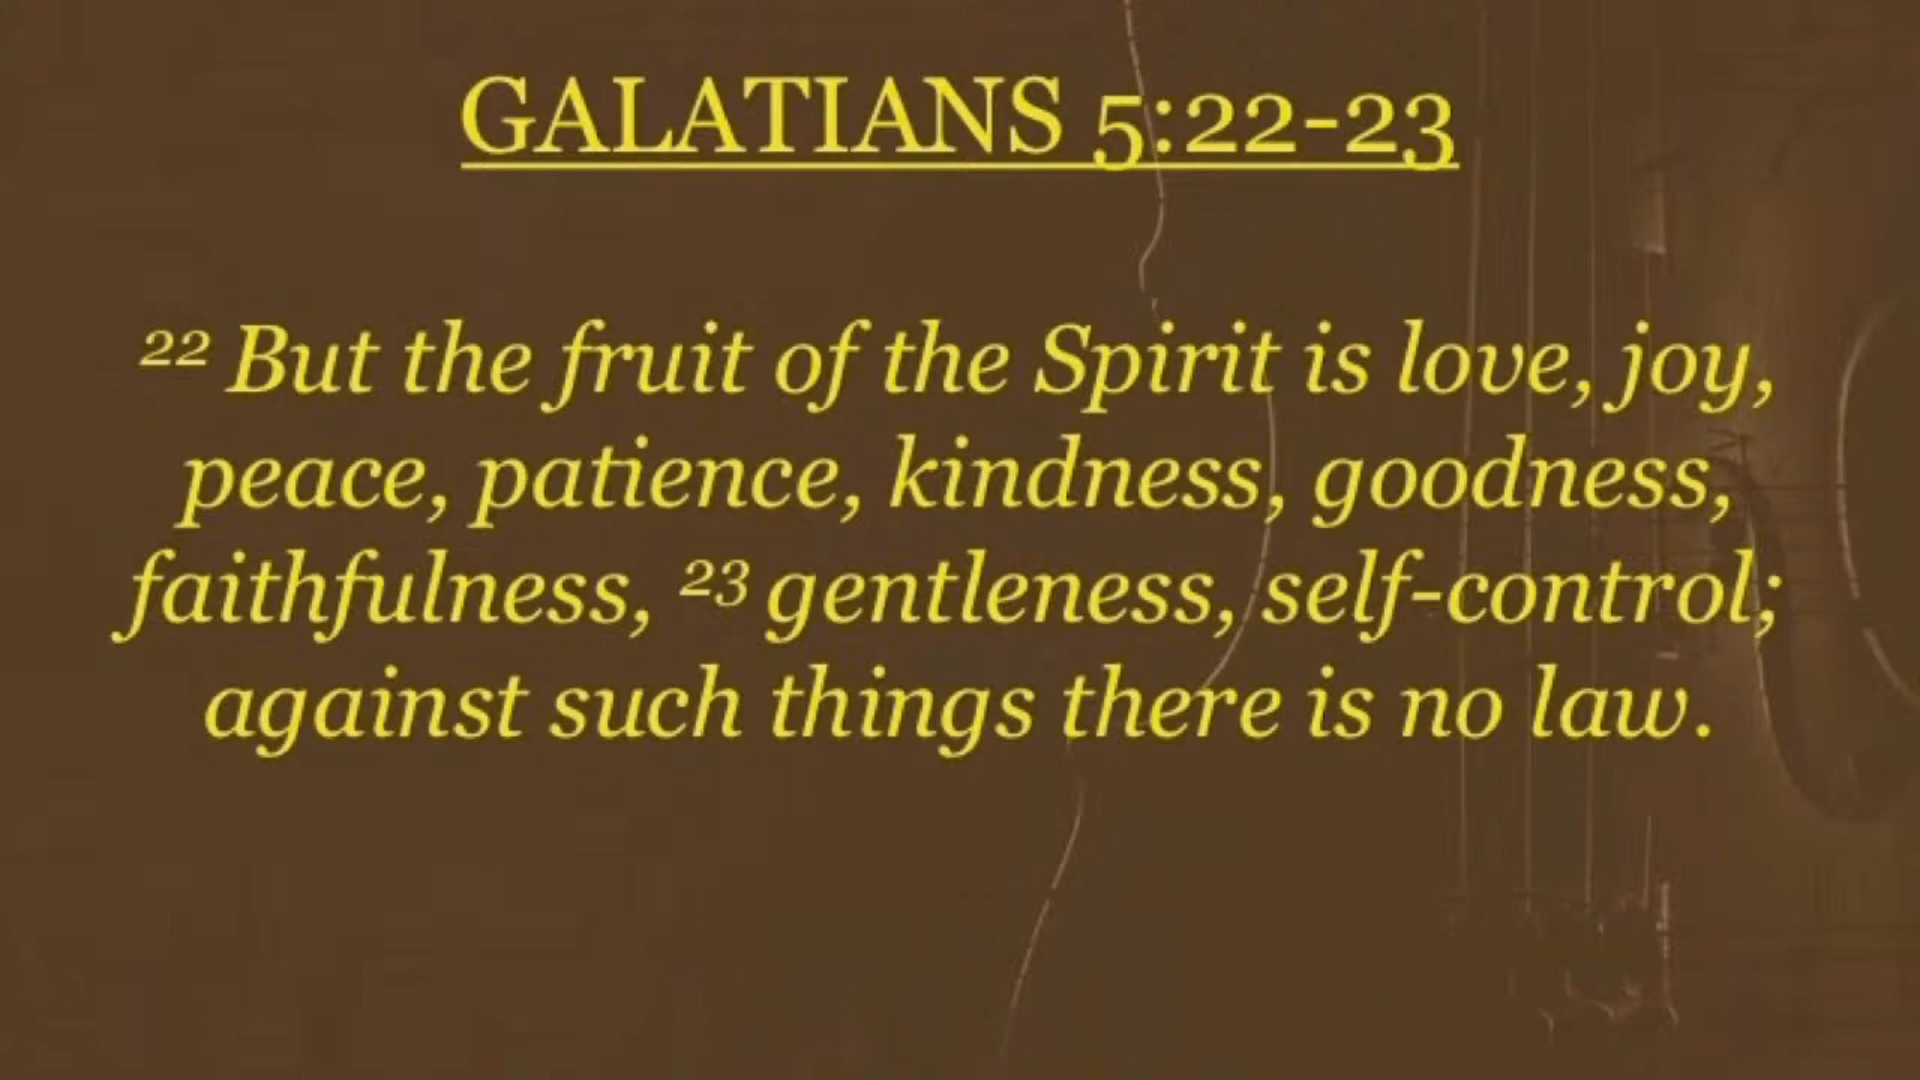 GALATIANS 5:22-23
22 But the fruit of the Spirit is love, joy,
peace, patience, kindness, goodness,
faithfulness, 23 gentleness, self-control;
against such things there is no law.